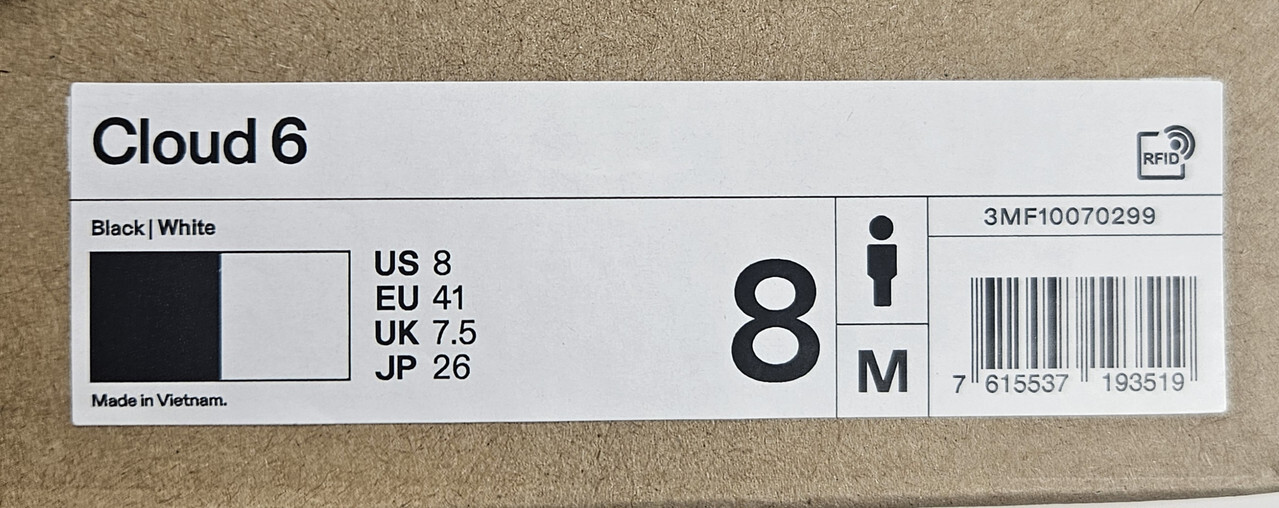 Cloud 6
RFID
Black | White
US 8
EU 41
UK 7.5
JP 26
Made in Vietnam.
8
M
3MF10070299
7 615537 193519